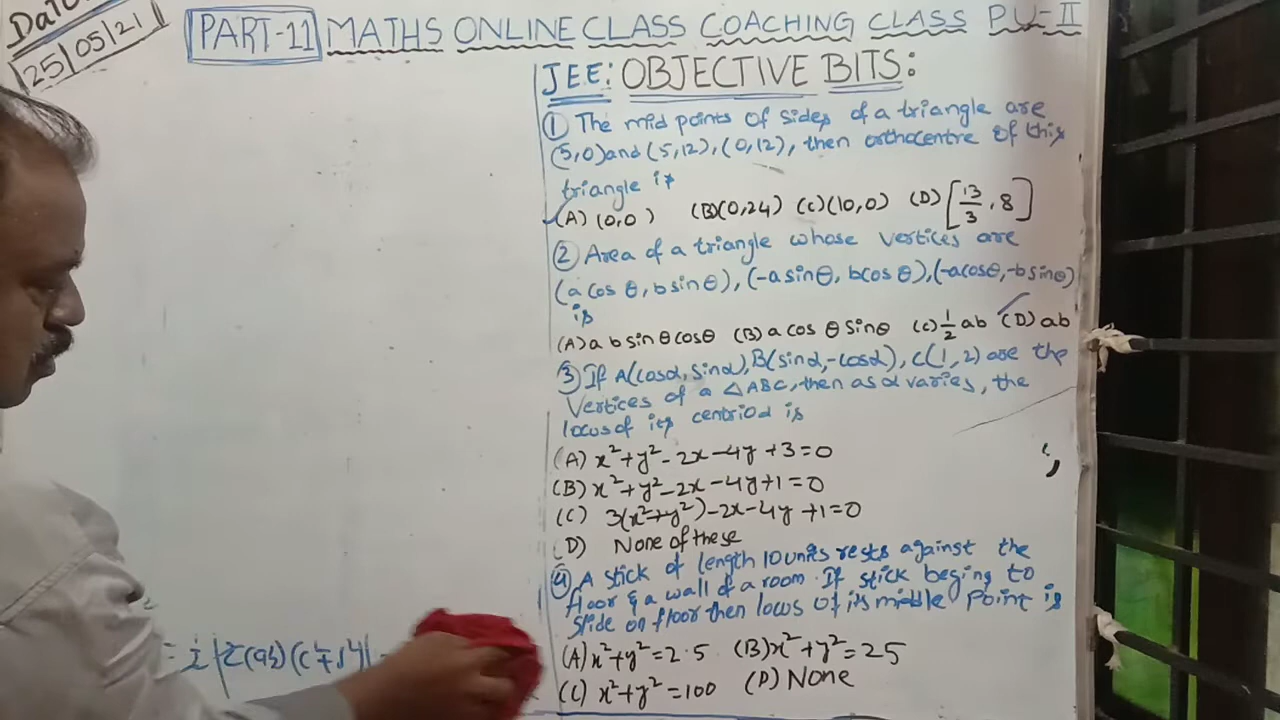 Date
25/05/21
PART-11 MATHS ONLINE CLASS COACHING CLASS P.U-II
JEE: OBJECTIVE BITS:
① The mid points of sides of a triangle are
(5,0) and (5,12), (0,12), then orthocentre of this
triangle is
(A) (0,0) (B) (0,24) (C) (10,0) (D) [13/3, 8]
② Area of a triangle whose vertices are
(a cos θ, b sin θ), (-a sin θ, b cos θ), (-a cos θ, -b sin θ)
is
(A) a b sin θ cos θ (B) a cos θ sin θ (C) 1/2 ab (D) ab
③ If A(cosα, sinα), B(sinα, -cosα), C(1, 2) are the
Vertices of a △ABC, then as α varies, the
locus of its centriod is
(A) x²+y²-2x-4y+3=0
(B) x²+y²-2x-4y+1=0
(C) 3(x²+y²)-2x-4y+1=0
(D) None of these
④ A stick of length 10 units rests against the
floor & a wall of a room. If stick begins to
slide on floor then locus of its middle point is
(A) x²+y²=2.5 (B) x²+y²=25
(C) x²+y²=100 (D) None